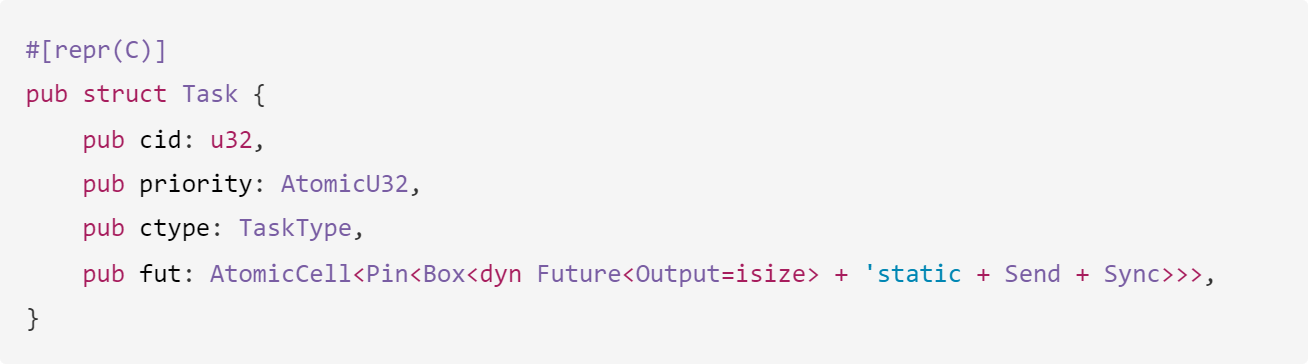 #[repr(C)]
pub struct Task {
    pub cid: u32,
    pub priority: AtomicU32,
    pub ctype: TaskType,
    pub fut: AtomicCell<Pin<Box<dyn Future<Output=isize> + 'static + Send + Sync>>>,
}